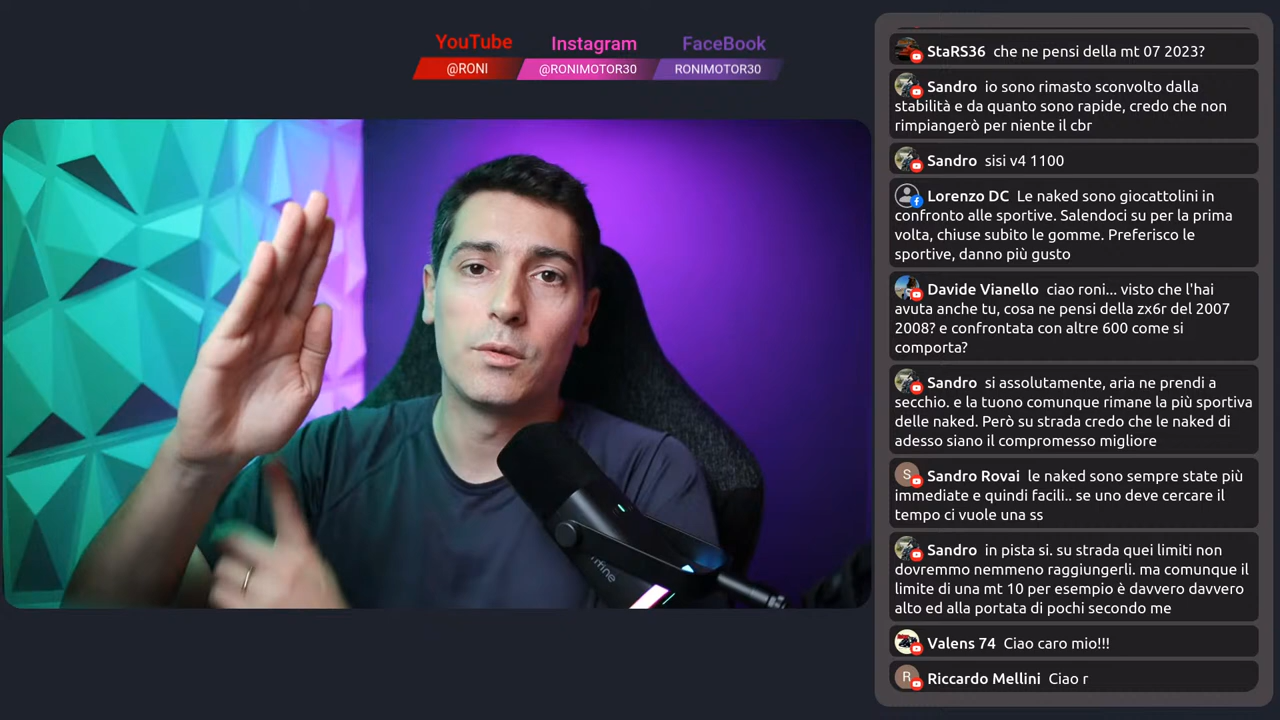 YouTube Instagram FaceBook
@RONI @RONIMOTOR30 RONIMOTOR30
StaRS36 che ne pensi della mt 07 2023?
Sandro io sono rimasto sconvolto dalla
stabilità e da quanto sono rapide, credo che non
rimpiangerò per niente il cbr
Sandro sisi v4 1100
Lorenzo DC Le naked sono giocattolini in
confronto alle sportive. Salendoci su per la prima
volta, chiuse subito le gomme. Preferisco le
sportive, danno più gusto
Davide Vianello ciao roni... visto che l'hai
avuta anche tu, cosa ne pensi della zx6r del 2007
2008? e confrontata con altre 600 come si
comporta?
Sandro si assolutamente, aria ne prendi a
secchio. e la tuono comunque rimane la più sportiva
delle naked. Però su strada credo che le naked di
adesso siano il compromesso migliore
S Sandro Rovai le naked sono sempre state più
immediate e quindi facili.. se uno deve cercare il
tempo ci vuole una ss
Sandro in pista si. su strada quei limiti non
dovremmo nemmeno raggiungerli. ma comunque il
limite di una mt 10 per esempio è davvero davvero
alto ed alla portata di pochi secondo me
Valens 74 Ciao caro mio!!!
R Riccardo Mellini Ciao r